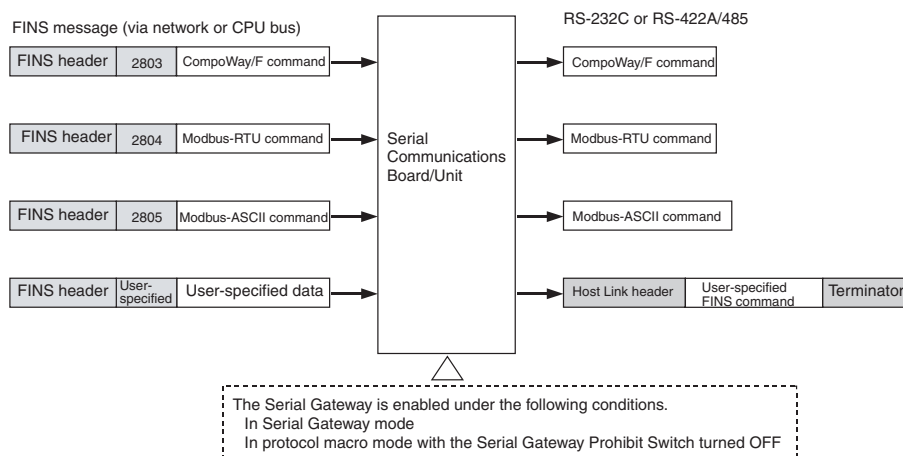 FINS message (via network or CPU bus)
RS-232C or RS-422A/485
FINS header 2803 CompoWay/F command
CompoWay/F command
FINS header 2804 Modbus-RTU command
Serial
Communications
Board/Unit
Modbus-RTU command
FINS header 2805 Modbus-ASCII command
Modbus-ASCII command
FINS header User-
specified User-specified data
Host Link header User-specified
FINS command Terminator
The Serial Gateway is enabled under the following conditions.
In Serial Gateway mode
In protocol macro mode with the Serial Gateway Prohibit Switch turned OFF